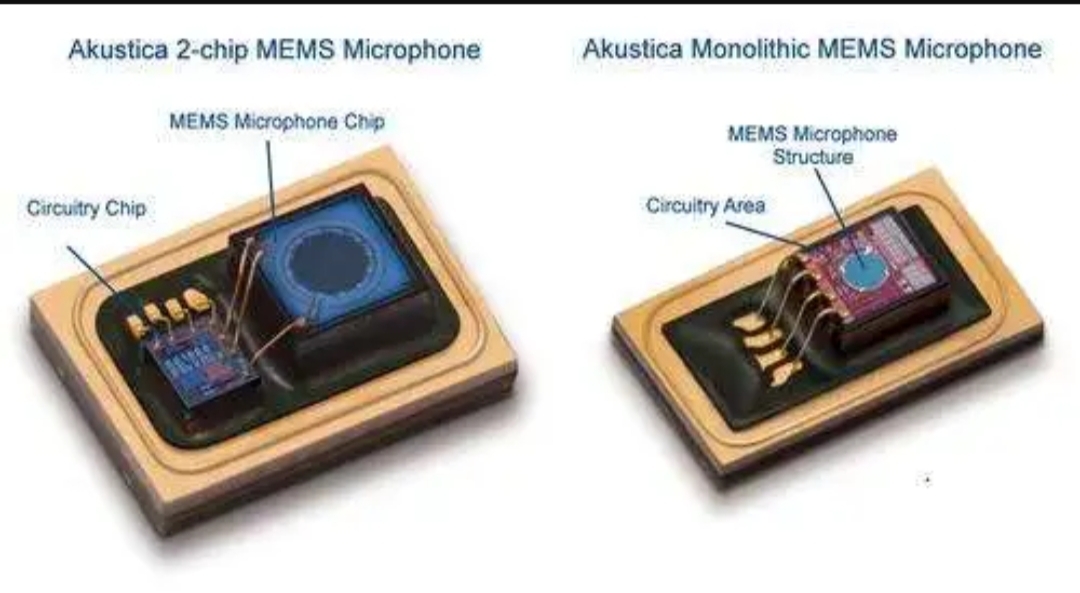 Akustica 2-chip MEMS Microphone
Akustica Monolithic MEMS Microphone
MEMS Microphone Chip
Circuitry Chip
MEMS Microphone
Structure
Circuitry Area